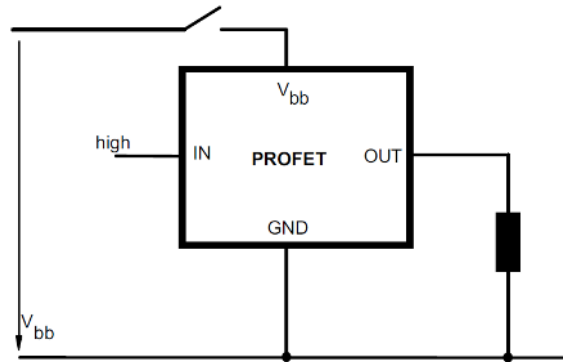 V_bb
high
IN
PROFET
OUT
GND
V_bb